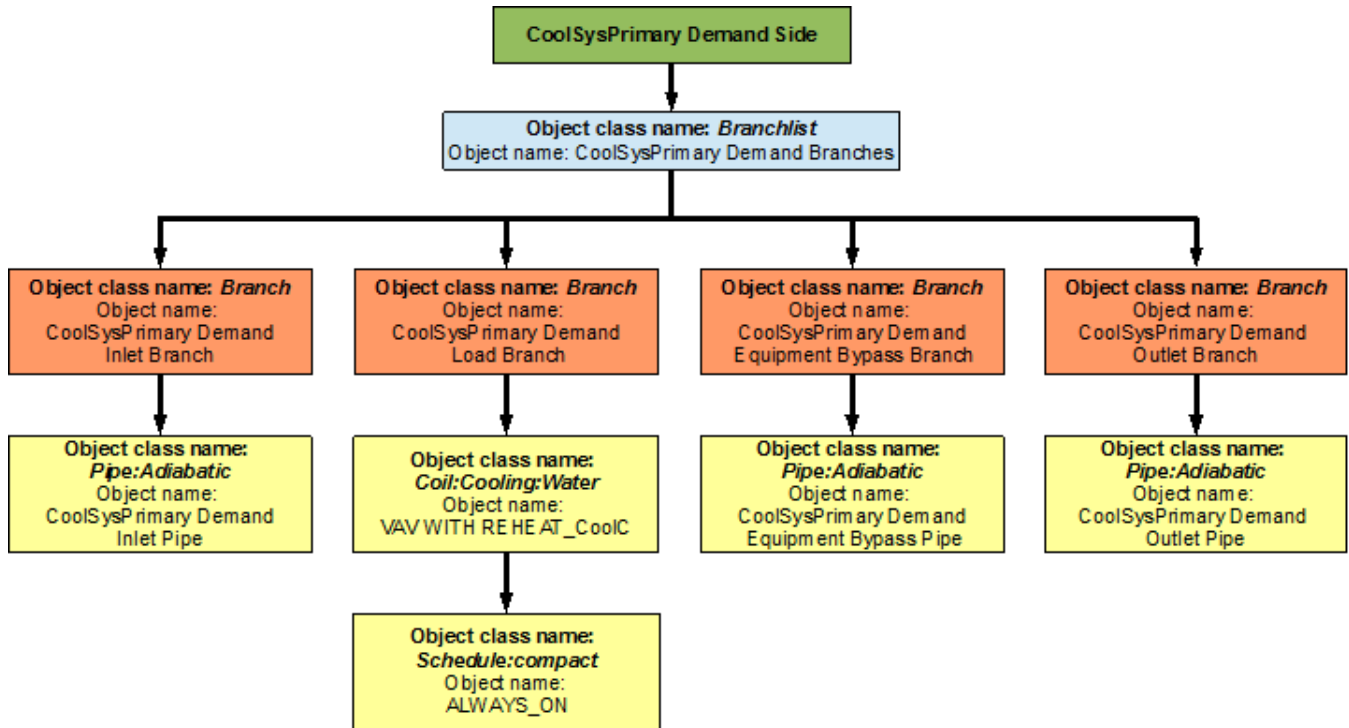 CoolSysPrimary Demand Side
Object class name: Branchlist
Object name: CoolSysPrimary Demand Branches
Object class name: Branch
Object name:
CoolSysPrimary Demand
Inlet Branch
Object class name: Branch
Object name:
CoolSysPrimary Demand
Load Branch
Object class name: Branch
Object name:
CoolSysPrimary Demand
Equipment Bypass Branch
Object class name: Branch
Object name:
CoolSysPrimary Demand
Outlet Branch
Object class name:
Pipe:Adiabatic
Object name:
CoolSysPrimary Demand
Inlet Pipe
Object class name:
Coil:Cooling:Water
Object name:
VAV WITH REHEAT_CoolC
Object class name:
Pipe:Adiabatic
Object name:
CoolSysPrimary Demand
Equipment Bypass Pipe
Object class name:
Pipe:Adiabatic
Object name:
CoolSysPrimary Demand
Outlet Pipe
Object class name:
Schedule:compact
Object name:
ALWAYS_ON